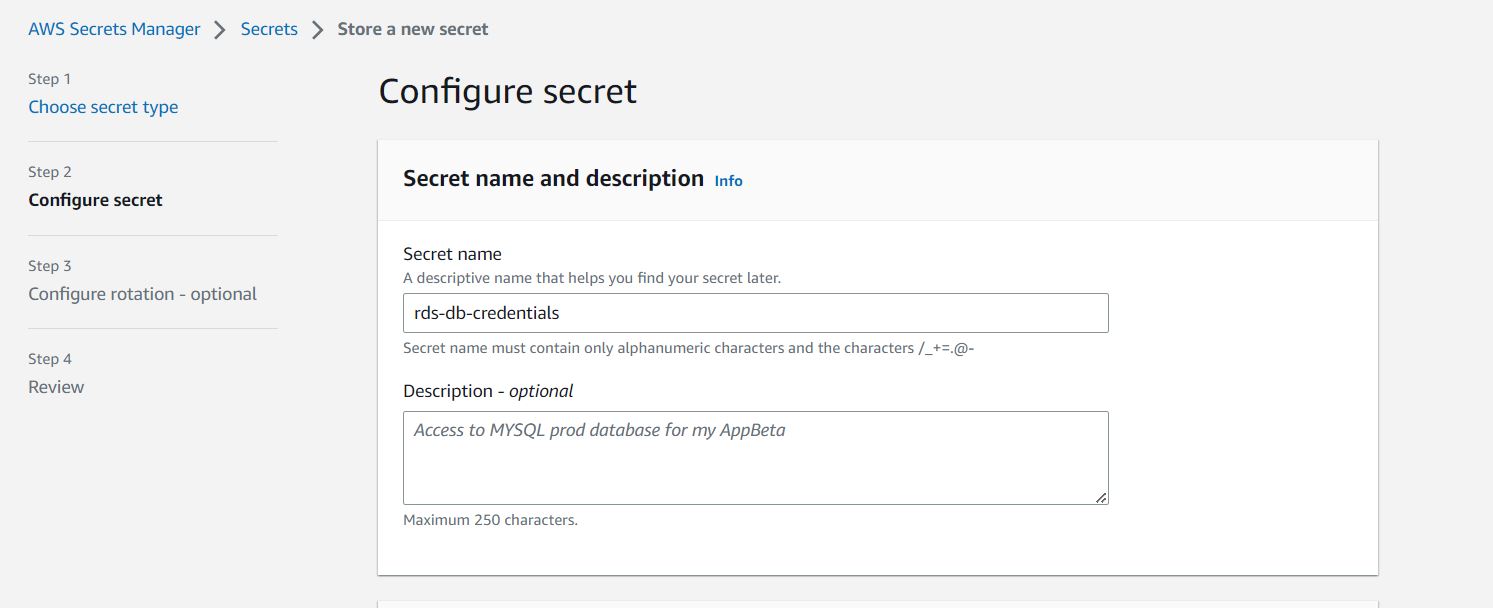 AWS Secrets Manager > Secrets > Store a new secret
Step 1
Choose secret type
Step 2
Configure secret
Step 3
Configure rotation - optional
Step 4
Review
Configure secret
Secret name and description Info
Secret name
A descriptive name that helps you find your secret later.
rds-db-credentials
Secret name must contain only alphanumeric characters and the characters /_+=.@-
Description - optional
Access to MYSQL prod database for my AppBeta
Maximum 250 characters.